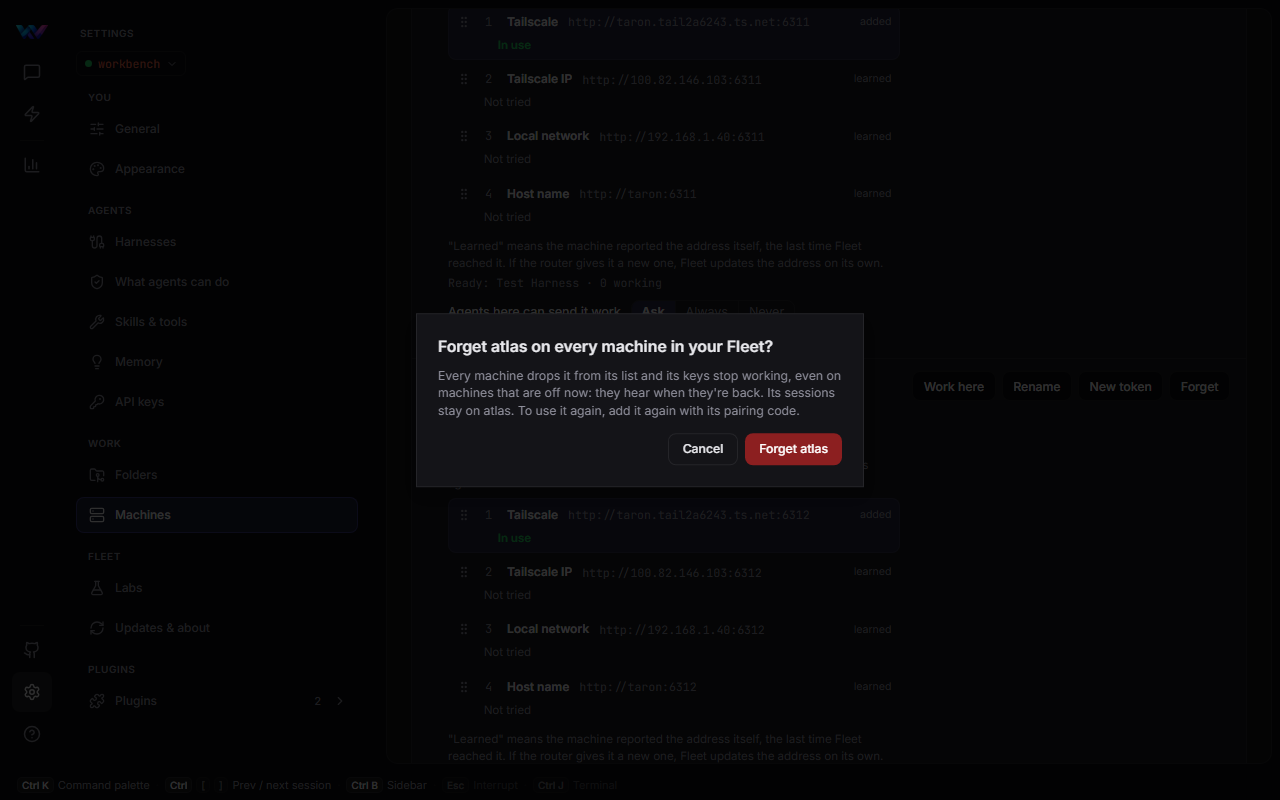 SETTINGS
workbench
YOU
General
Appearance
AGENTS
Harnesses
What agents can do
Skills & tools
Memory
API keys
WORK
Folders
Machines
FLEET
Labs
Updates & about
PLUGINS
Plugins 2
1 Tailscale http://taron.tail2a6243.ts.net:6311 added
In use
2 Tailscale IP http://100.82.146.103:6311 learned
Not tried
3 Local network http://192.168.1.40:6311 learned
Not tried
4 Host name http://taron:6311 learned
Not tried
"Learned" means the machine reported the address itself, the last time Fleet
reached it. If the router gives it a new one, Fleet updates the address on its own.
Ready: Test Harness · 0 working
Agents here can send it work Ask Always Never
Forget atlas on every machine in your Fleet?
Every machine drops it from its list and its keys stop working, even on
machines that are off now: they hear when they're back. Its sessions
stay on atlas. To use it again, add it again with its pairing code.
Cancel Forget atlas
Work here Rename New token Forget
1 Tailscale http://taron.tail2a6243.ts.net:6312 added
In use
2 Tailscale IP http://100.82.146.103:6312 learned
Not tried
3 Local network http://192.168.1.40:6312 learned
Not tried
4 Host name http://taron:6312 learned
Not tried
"Learned" means the machine reported the address itself, the last time Fleet
reached it. If the router gives it a new one, Fleet updates the address on its own.
Ctrl K Command palette Ctrl [ ] Prev / next session Ctrl B Sidebar Esc Interrupt Ctrl J Terminal